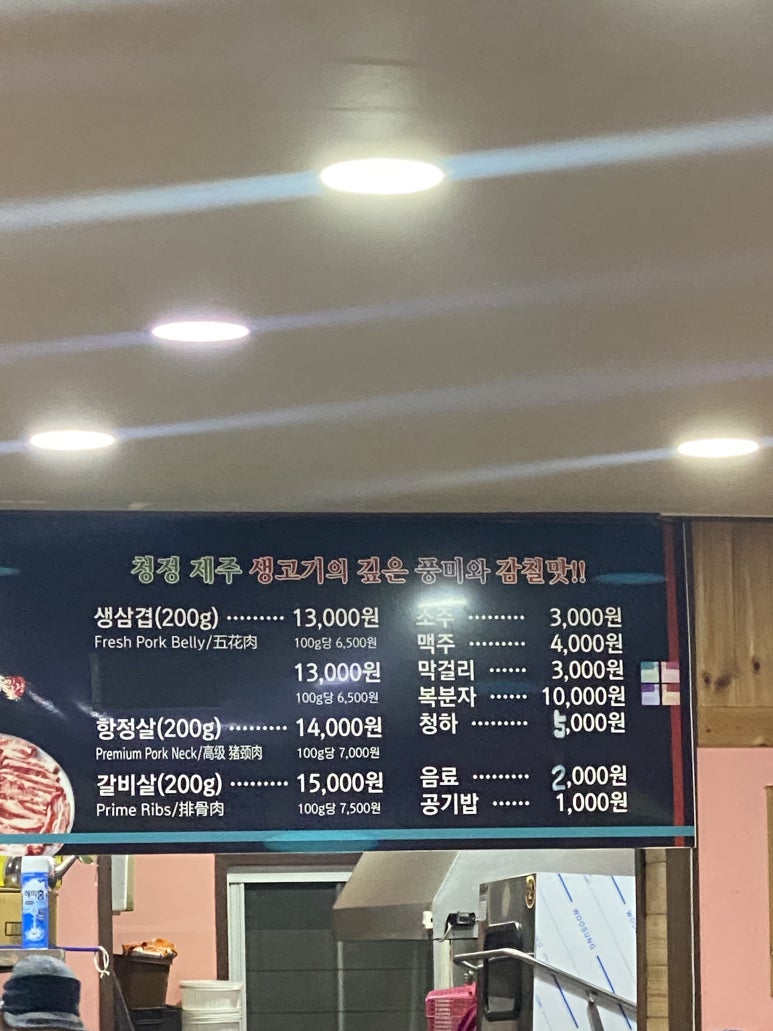 청정 제주 생고기의 깊은 풍미와 감칠맛!!
생삼겹(200g) ········· 13,000원
Fresh Pork Belly/五花肉 100g당 6,500원
13,000원
100g당 6,500원
항정살(200g) ········· 14,000원
Premium Pork Neck/高级 猪颈肉 100g당 7,000원
갈비살(200g) ········· 15,000원
Prime Ribs/排骨肉 100g당 7,500원
소주 ········· 3,000원
맥주 ········· 4,000원
막걸리 ······ 3,000원
복분자 ······ 10,000원
청하 ········· 5,000원
음료 ········· 2,000원
공기밥 ······ 1,000원
WOOSUNG